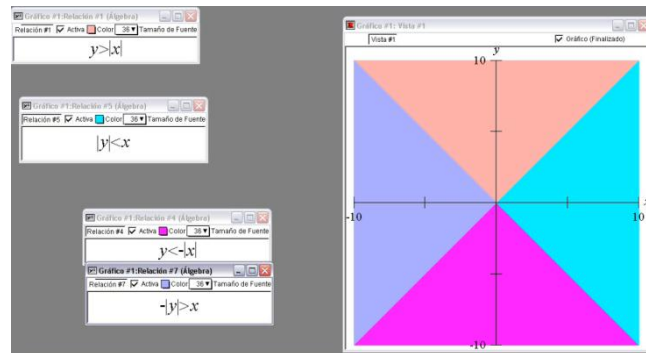 Gráfico #1:Relación #1 (Álgebra)
Relación #1 Activa Color 36 Tamaño de Fuente
y>|x|
Gráfico #1:Relación #5 (Álgebra)
Relación #5 Activa Color 36 Tamaño de Fuente
|y|<x
Gráfico #1:Relación #4 (Álgebra)
Relación #4 Activa Color 36 Tamaño de Fuente
y<-|x|
Gráfico #1:Relación #7 (Álgebra)
Relación #7 Activa Color 36 Tamaño de Fuente
-|y|>x
Gráfico #1: Vista #1
Vista #1 Gráfico (Finalizado)
y
10
x
-10 10
-10